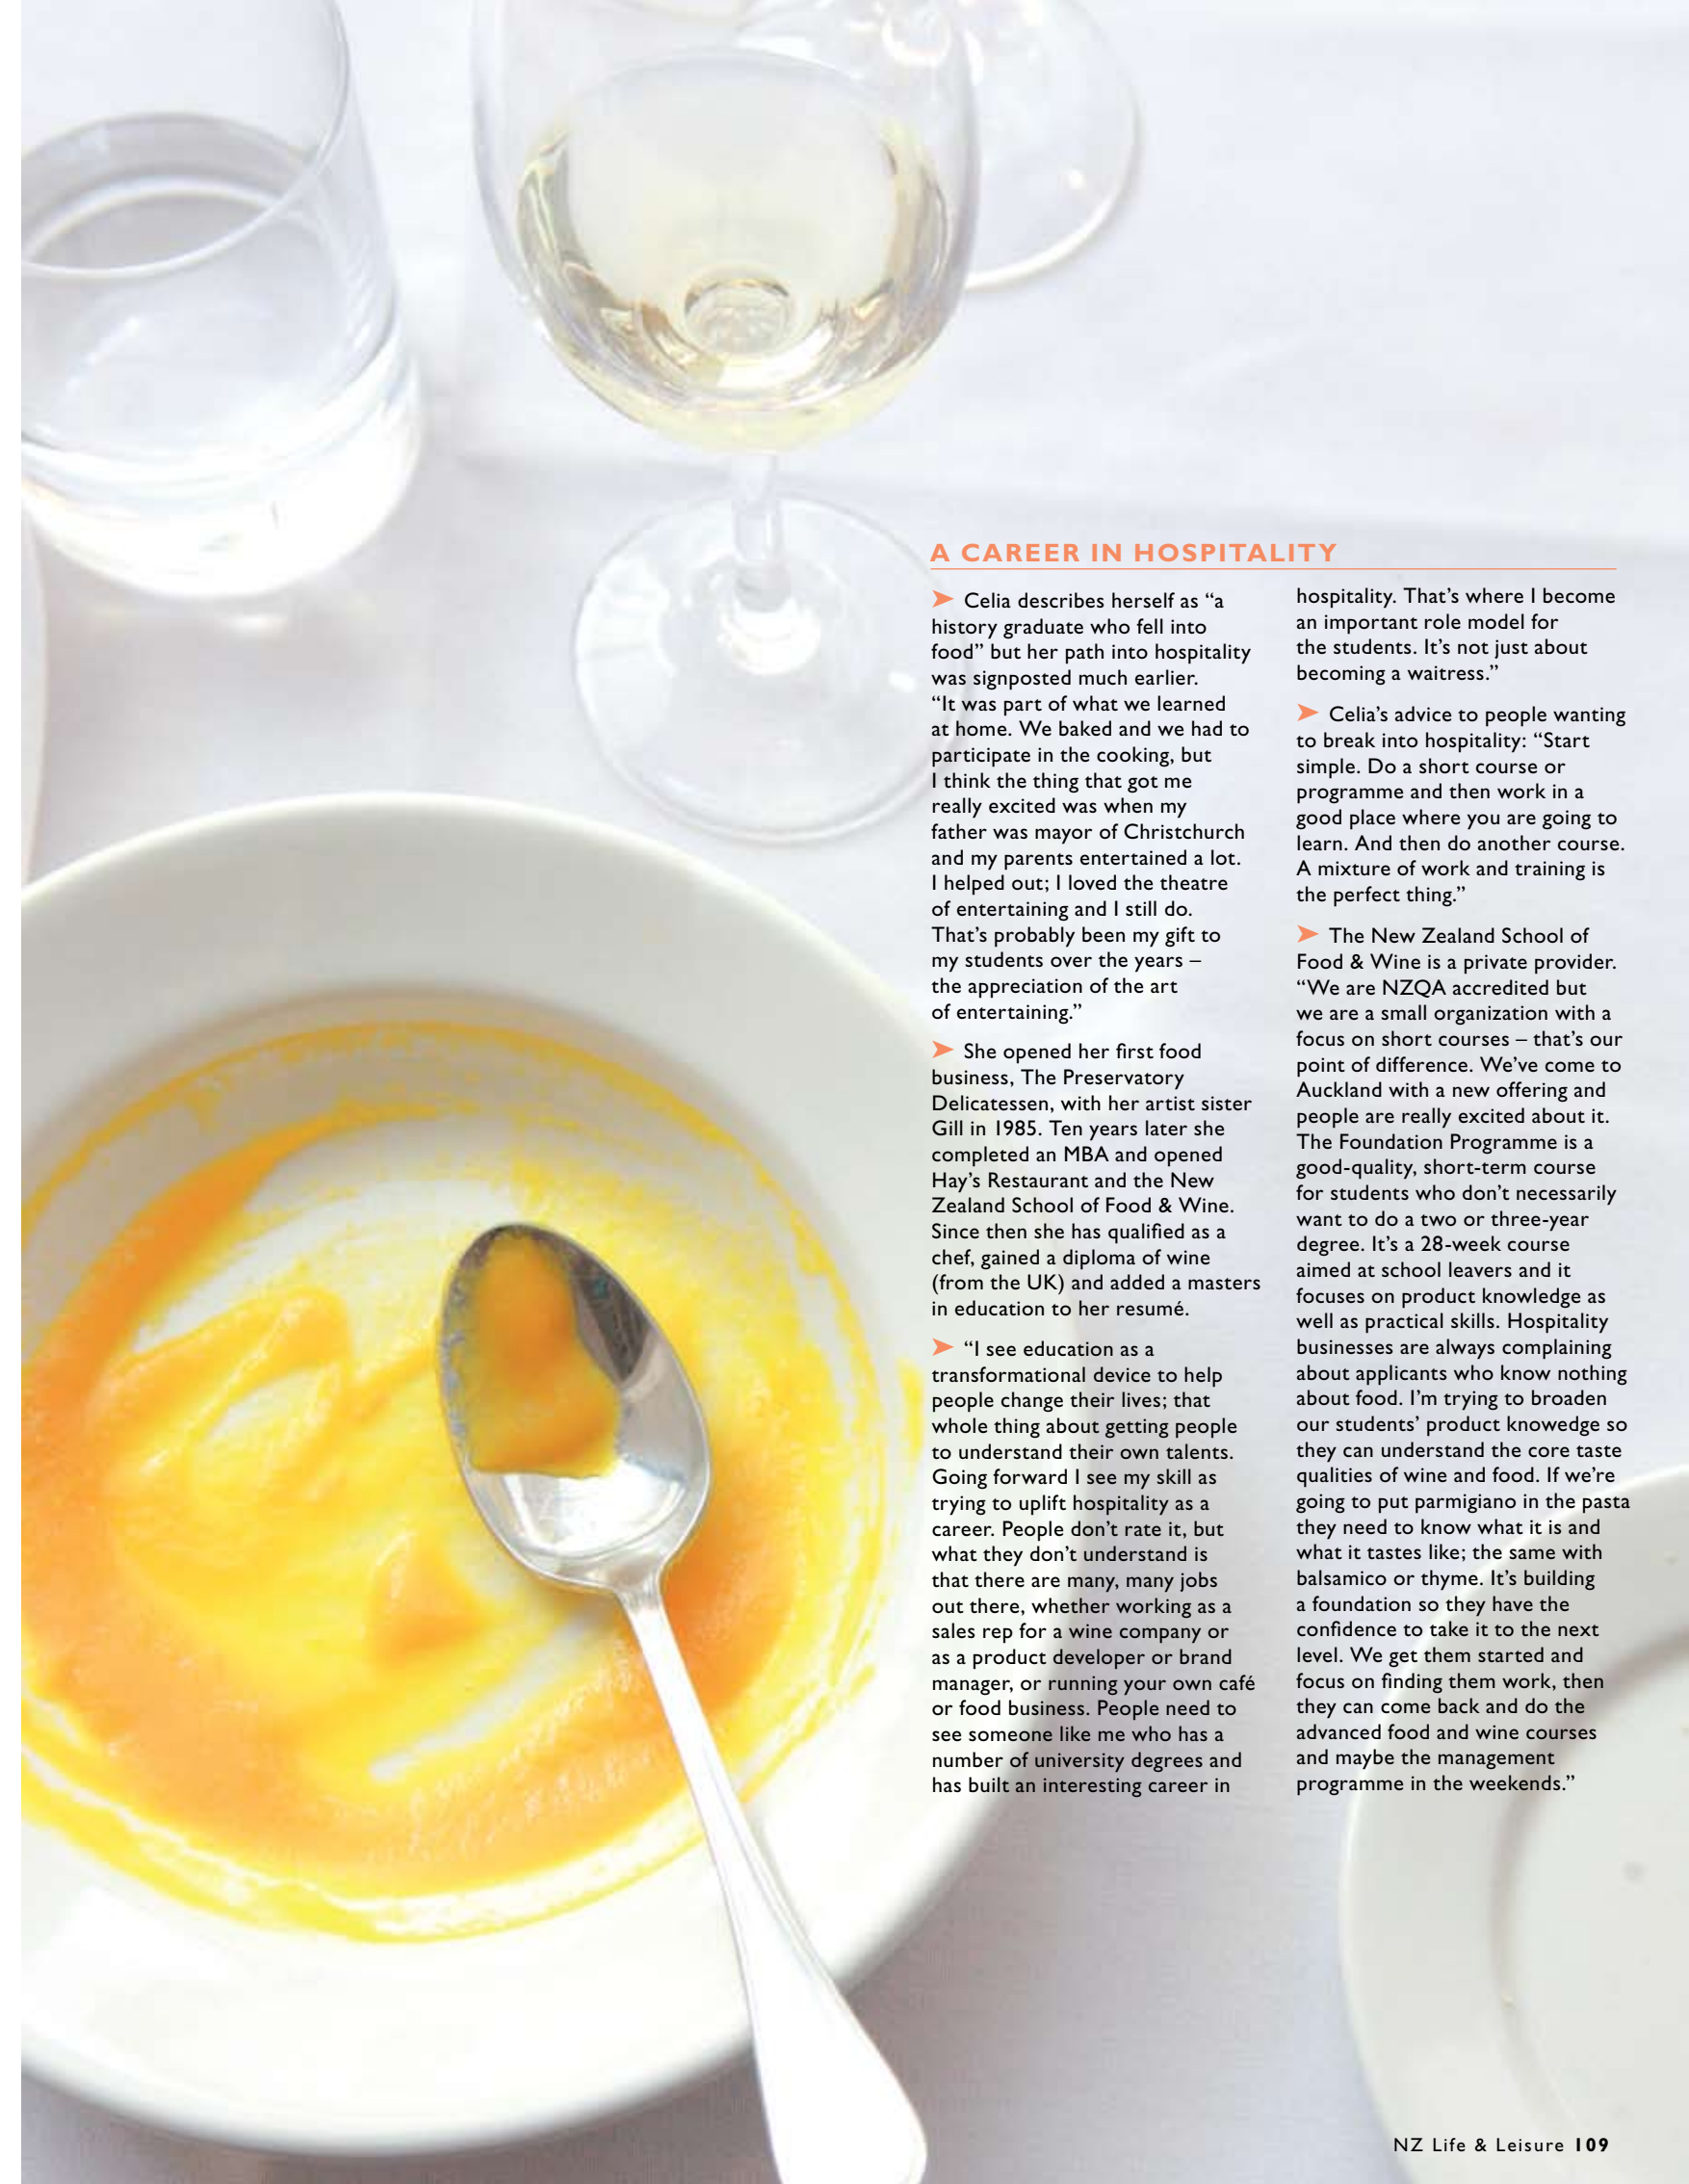 A CAREER IN HOSPITALITY
➤ Celia describes herself as “a
history graduate who fell into
food” but her path into hospitality
was signposted much earlier.
“It was part of what we learned
at home. We baked and we had to
participate in the cooking, but
I think the thing that got me
really excited was when my
father was mayor of Christchurch
and my parents entertained a lot.
I helped out; I loved the theatre
of entertaining and I still do.
That’s probably been my gift to
my students over the years –
the appreciation of the art
of entertaining.”
➤ She opened her first food
business, The Preservatory
Delicatessen, with her artist sister
Gill in 1985. Ten years later she
completed an MBA and opened
Hay’s Restaurant and the New
Zealand School of Food & Wine.
Since then she has qualified as a
chef, gained a diploma of wine
(from the UK) and added a masters
in education to her resumé.
➤ “I see education as a
transformational device to help
people change their lives; that
whole thing about getting people
to understand their own talents.
Going forward I see my skill as
trying to uplift hospitality as a
career. People don’t rate it, but
what they don’t understand is
that there are many, many jobs
out there, whether working as a
sales rep for a wine company or
as a product developer or brand
manager, or running your own café
or food business. People need to
see someone like me who has a
number of university degrees and
has built an interesting career in
hospitality. That’s where I become
an important role model for
the students. It’s not just about
becoming a waitress.”
➤ Celia’s advice to people wanting
to break into hospitality: “Start
simple. Do a short course or
programme and then work in a
good place where you are going to
learn. And then do another course.
A mixture of work and training is
the perfect thing.”
➤ The New Zealand School of
Food & Wine is a private provider.
“We are NZQA accredited but
we are a small organization with a
focus on short courses – that’s our
point of difference. We’ve come to
Auckland with a new offering and
people are really excited about it.
The Foundation Programme is a
good-quality, short-term course
for students who don’t necessarily
want to do a two or three-year
degree. It’s a 28-week course
aimed at school leavers and it
focuses on product knowledge as
well as practical skills. Hospitality
businesses are always complaining
about applicants who know nothing
about food. I’m trying to broaden
our students’ product knowedge so
they can understand the core taste
qualities of wine and food. If we’re
going to put parmigiano in the pasta
they need to know what it is and
what it tastes like; the same with
balsamico or thyme. It’s building
a foundation so they have the
confidence to take it to the next
level. We get them started and
focus on finding them work, then
they can come back and do the
advanced food and wine courses
and maybe the management
programme in the weekends.”
NZ Life & Leisure 109